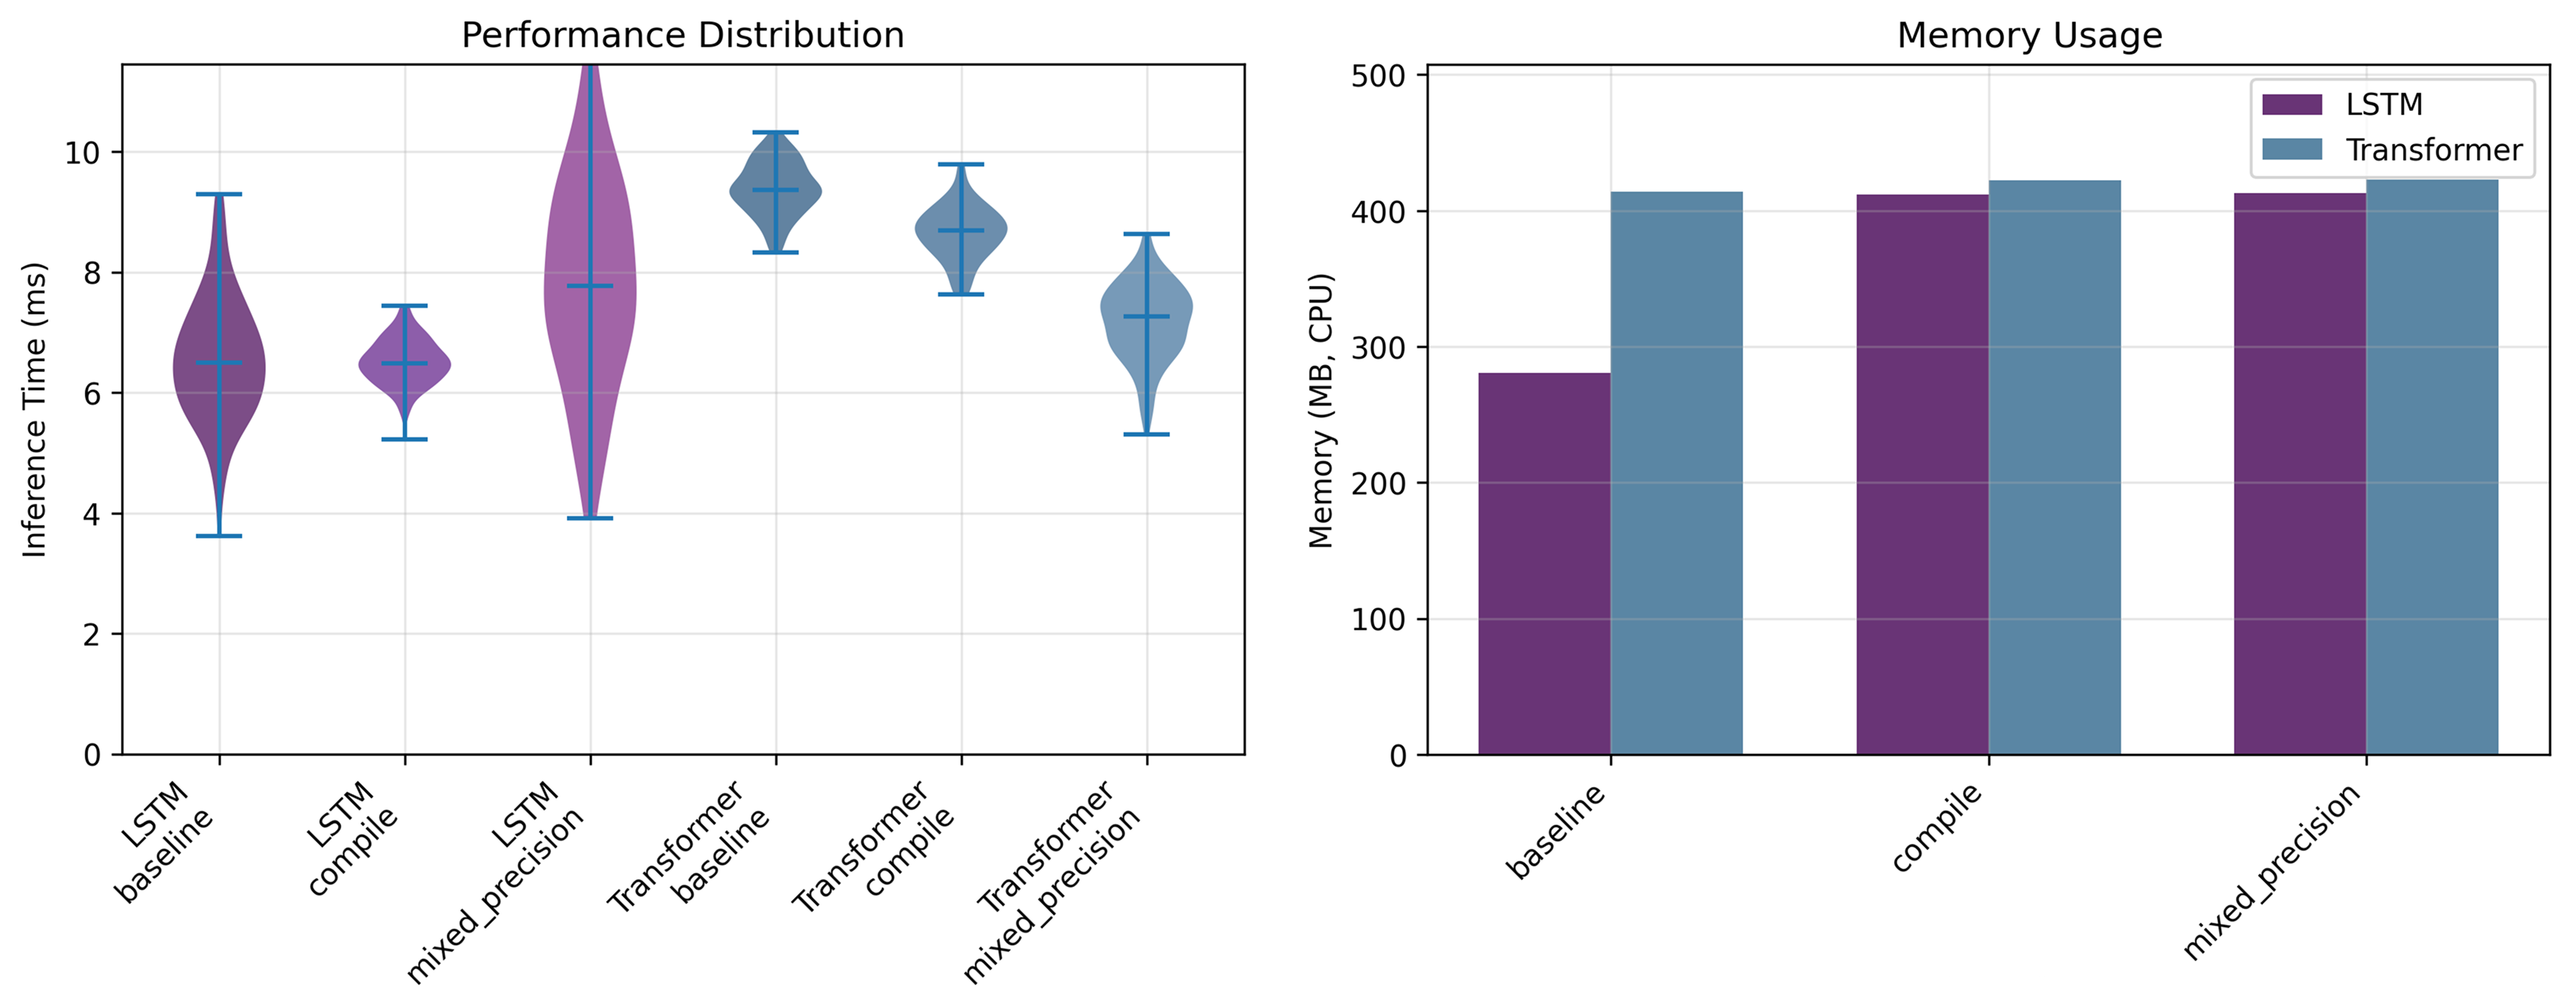 Performance Distribution
Inference Time (ms)
10
8
6
4
2
0
LSTM
baseline
LSTM
compile
LSTM
mixed_precision
Transformer
baseline
Transformer
compile
Transformer
mixed_precision
Memory Usage
Memory (MB, CPU)
500
400
300
200
100
0
LSTM
Transformer
baseline
compile
mixed_precision